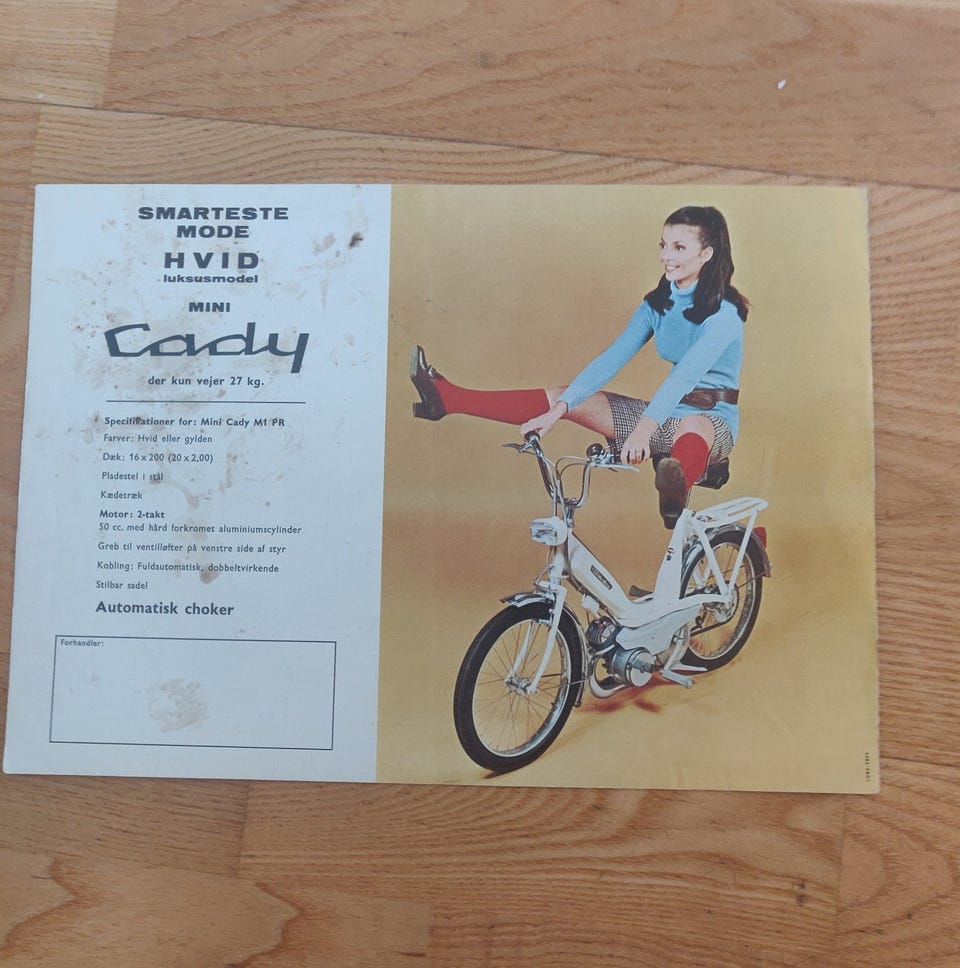 SMARTESTE
MODE
HVID
luksusmodel
MINI
Cady
der kun vejer 27 kg.
Specifikationer for: Mini Cady M1 PR
Farver: Hvid eller gylden
Dæk: 16 x 200 (20 x 2,00)
Pladestel i stål
Kædetræk
Motor: 2-takt
50 cc. med hård forkromet aluminiumscylinder
Greb til ventilløfter på venstre side af styr
Kobling: Fuldautomatisk, dobbeltvirkende
Stilbar sadel
Automatisk choker
Forhandler: